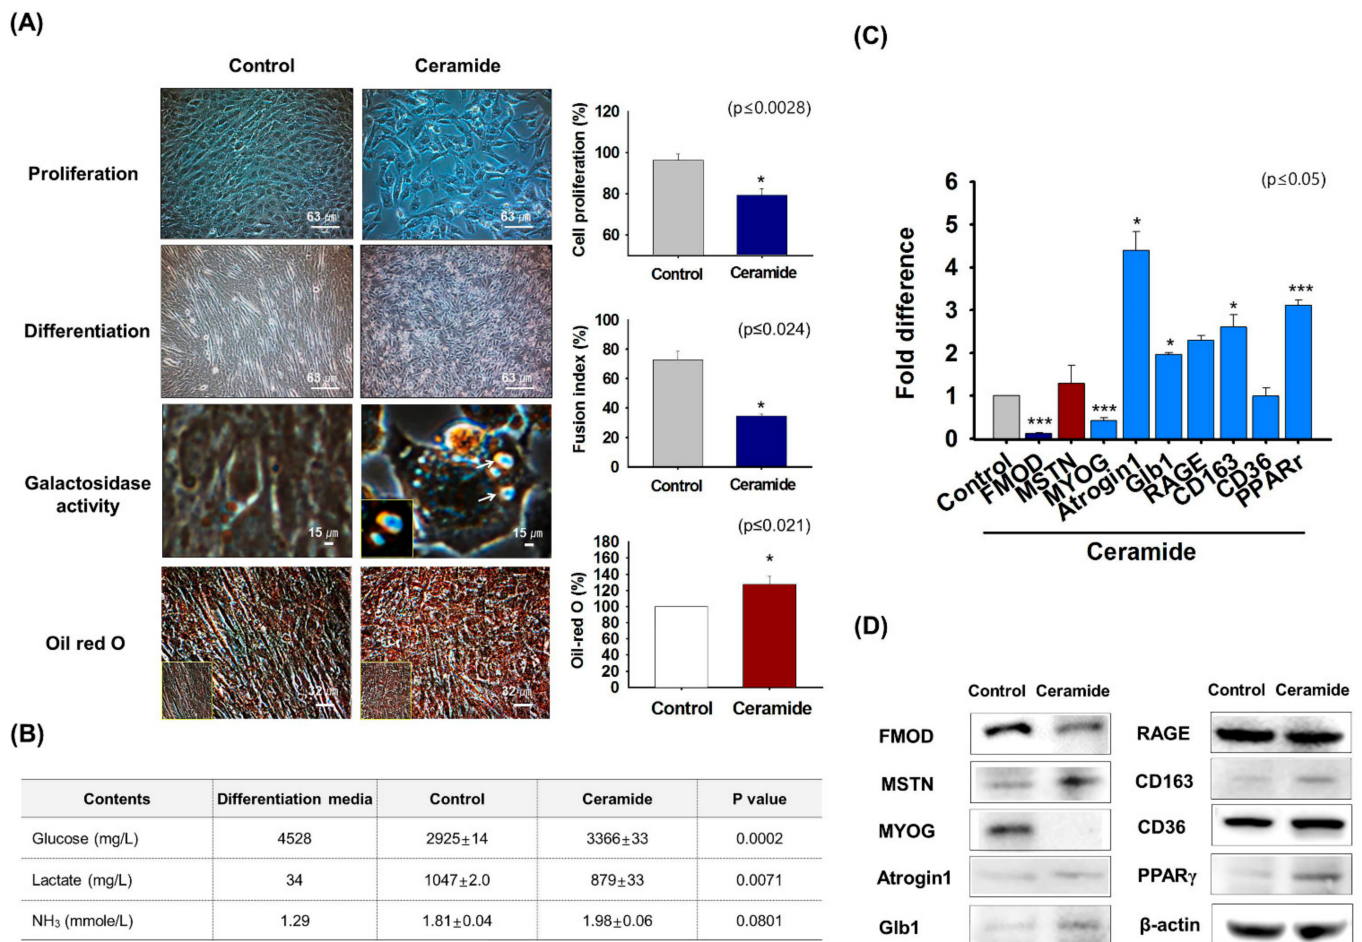 (A)
Control
Ceramide
Proliferation
63 ㎛
63 ㎛
Differentiation
63 ㎛
63 ㎛
Galactosidase
activity
15 ㎛
15 ㎛
Oil red O
32 ㎛
32 ㎛
(p≤0.0028)
Cell proliferation (%)
120
100
80
60
*
Control
Ceramide
(p≤0.024)
Fusion index (%)
100
80
60
40
20
0
*
Control
Ceramide
(p≤0.021)
Oil-red O (%)
180
160
140
120
100
80
60
40
20
0
*
Control
Ceramide
(B)
Contents Differentiation media Control Ceramide P value
Glucose (mg/L) 4528 2925±14 3366±33 0.0002
Lactate (mg/L) 34 1047±2.0 879±33 0.0071
NH₃ (mmole/L) 1.29 1.81±0.04 1.98±0.06 0.0801
(C)
(p≤0.05)
Fold difference
6
5
4
3
2
1
0
***
***
*
*
*
***
Control
FMOD
MSTN
MYOG
Atrogin1
Glb1
RAGE
CD163
CD36
PPARr
Ceramide
(D)
Control Ceramide
FMOD
MSTN
MYOG
Atrogin1
Glb1
Control Ceramide
RAGE
CD163
CD36
PPARγ
β-actin